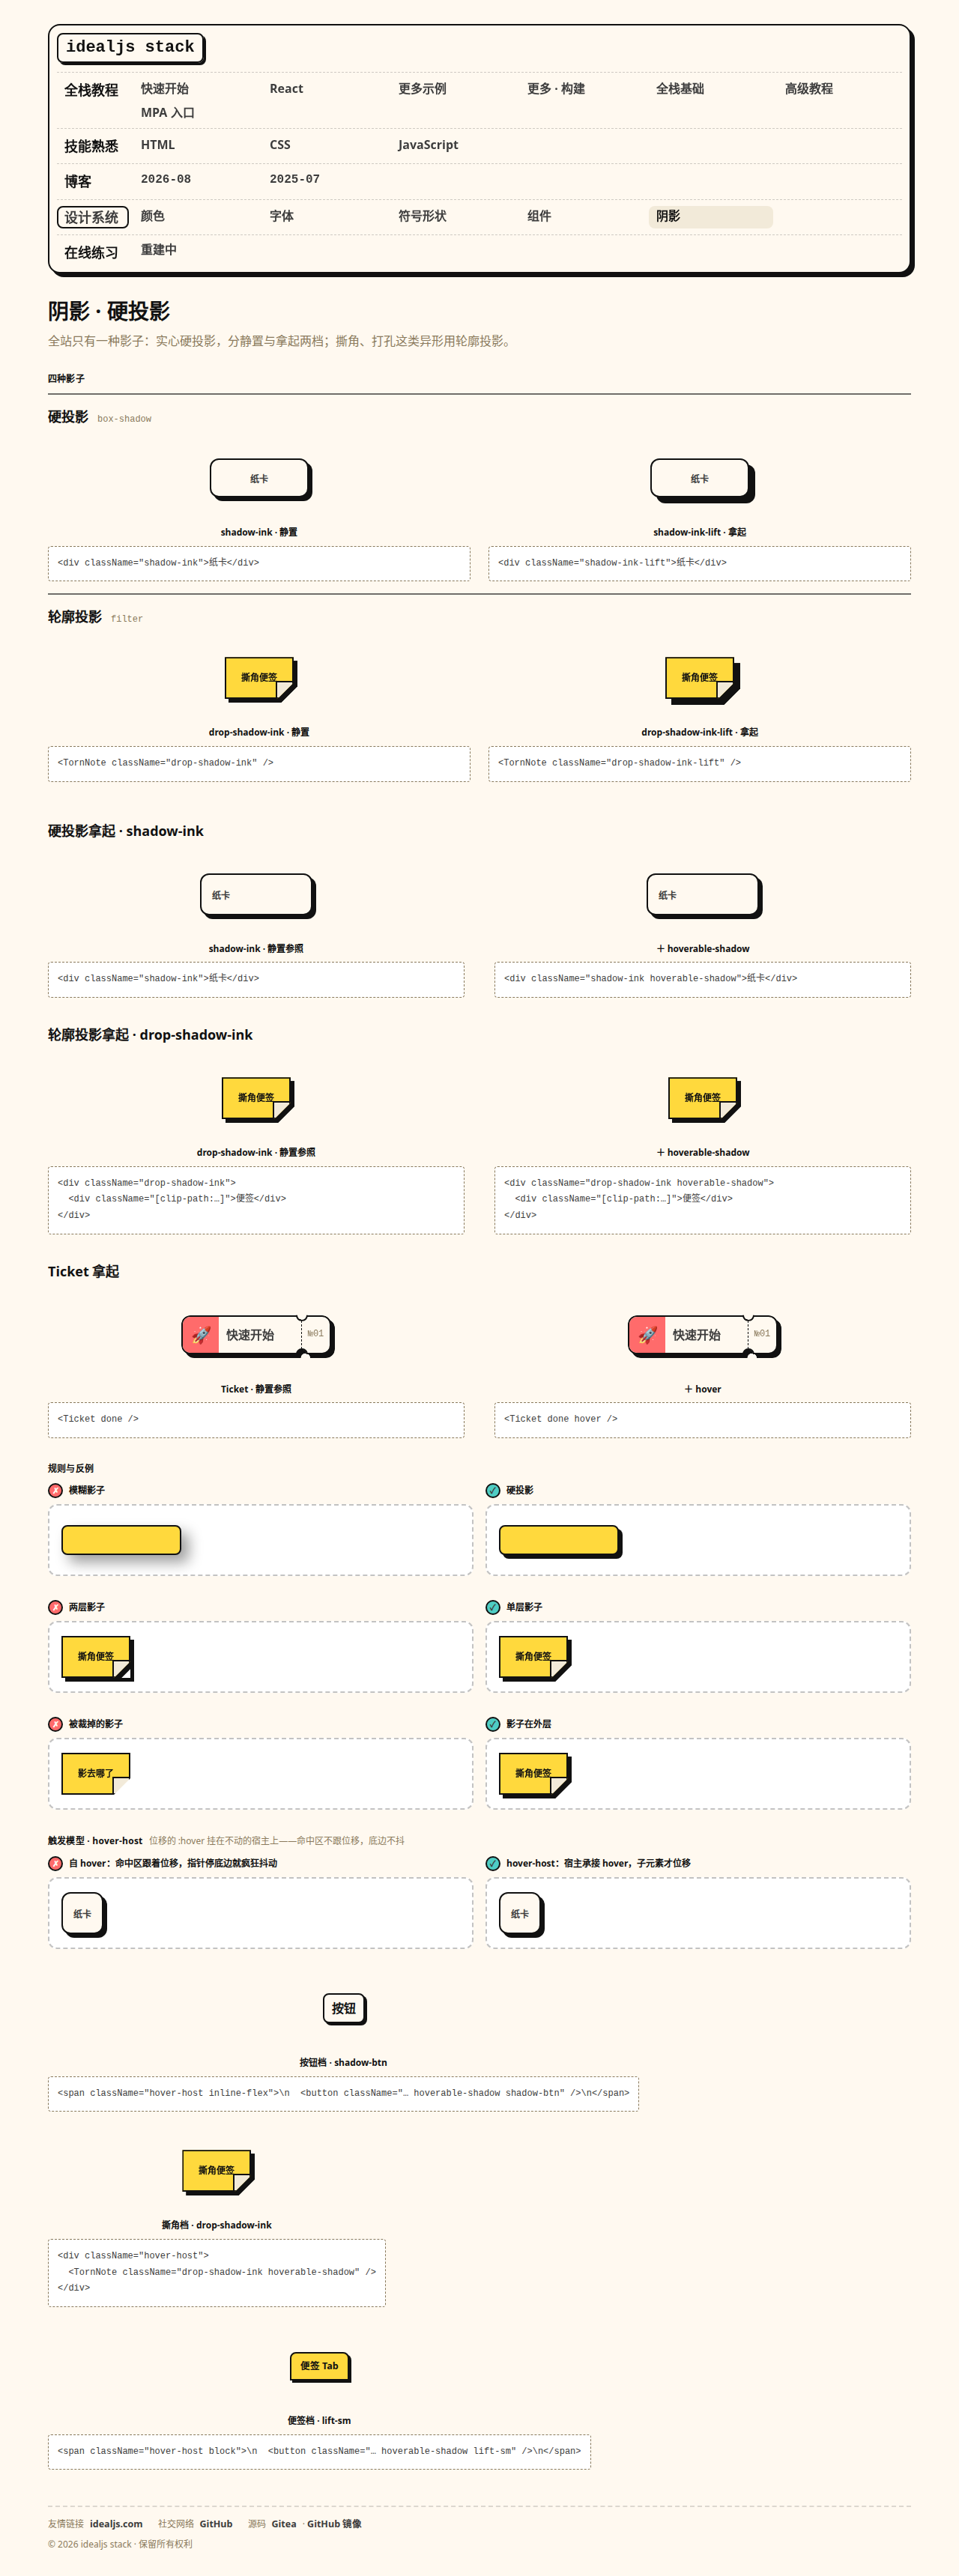 idealjs stack
全栈教程 快速开始 React 更多示例 更多 · 构建 全栈基础 高级教程
MPA 入口
技能熟悉 HTML CSS JavaScript
博客 2026-08 2025-07
设计系统 颜色 字体 符号形状 组件 阴影
在线练习 重建中
阴影 · 硬投影
全站只有一种影子：实心硬投影，分静置与拿起两档；撕角、打孔这类异形用轮廓投影。
四种影子
硬投影 box-shadow
纸卡 纸卡
shadow-ink · 静置 shadow-ink-lift · 拿起
<div className="shadow-ink">纸卡</div> <div className="shadow-ink-lift">纸卡</div>
轮廓投影 filter
撕角便签 撕角便签
drop-shadow-ink · 静置 drop-shadow-ink-lift · 拿起
<TornNote className="drop-shadow-ink" /> <TornNote className="drop-shadow-ink-lift" />
硬投影拿起 · shadow-ink
纸卡 纸卡
shadow-ink · 静置参照 ＋ hoverable-shadow
<div className="shadow-ink">纸卡</div> <div className="shadow-ink hoverable-shadow">纸卡</div>
轮廓投影拿起 · drop-shadow-ink
撕角便签 撕角便签
drop-shadow-ink · 静置参照 ＋ hoverable-shadow
<div className="drop-shadow-ink"> <div className="drop-shadow-ink hoverable-shadow">
<div className="[clip-path:…]">便签</div> <div className="[clip-path:…]">便签</div>
</div> </div>
Ticket 拿起
🚀 快速开始 №01 🚀 快速开始 №01
Ticket · 静置参照 ＋ hover
<Ticket done /> <Ticket done hover />
规则与反例
✗ 模糊影子 ✓ 硬投影
✗ 两层影子 ✓ 单层影子
撕角便签 撕角便签
✗ 被裁掉的影子 ✓ 影子在外层
影去哪了 撕角便签
触发模型 · hover-host 位移的 :hover 挂在不动的宿主上——命中区不跟位移，底边不抖
✗ 自 hover：命中区跟着位移，指针停底边就疯狂抖动 ✓ hover-host：宿主承接 hover，子元素才位移
纸卡 纸卡
按钮
按钮档 · shadow-btn
<span className="hover-host inline-flex">\n  <button className="… hoverable-shadow shadow-btn" />\n</span>
撕角便签
撕角档 · drop-shadow-ink
<div className="hover-host">
<TornNote className="drop-shadow-ink hoverable-shadow" />
</div>
便签 Tab
便签档 · lift-sm
<span className="hover-host block">\n  <button className="… hoverable-shadow lift-sm" />\n</span>
友情链接 idealjs.com 社交网络 GitHub 源码 Gitea · GitHub 镜像
© 2026 idealjs stack · 保留所有权利